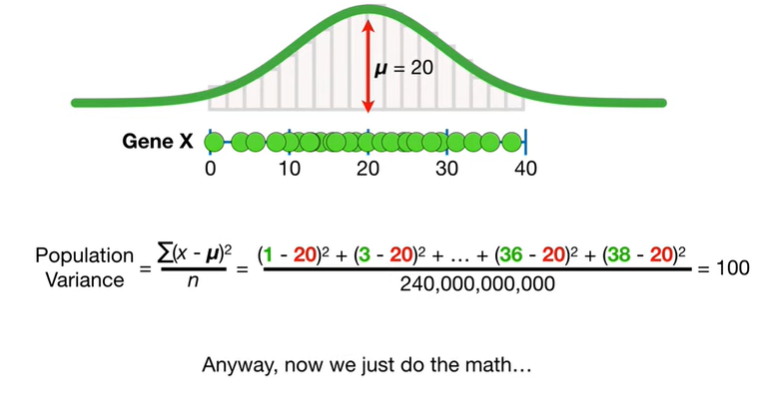 μ = 20
Gene X
0 10 20 30 40
Population Variance = Σ(x - μ)² / n = (1 - 20)² + (3 - 20)² + … + (36 - 20)² + (38 - 20)² / 240,000,000,000 = 100
Anyway, now we just do the math…